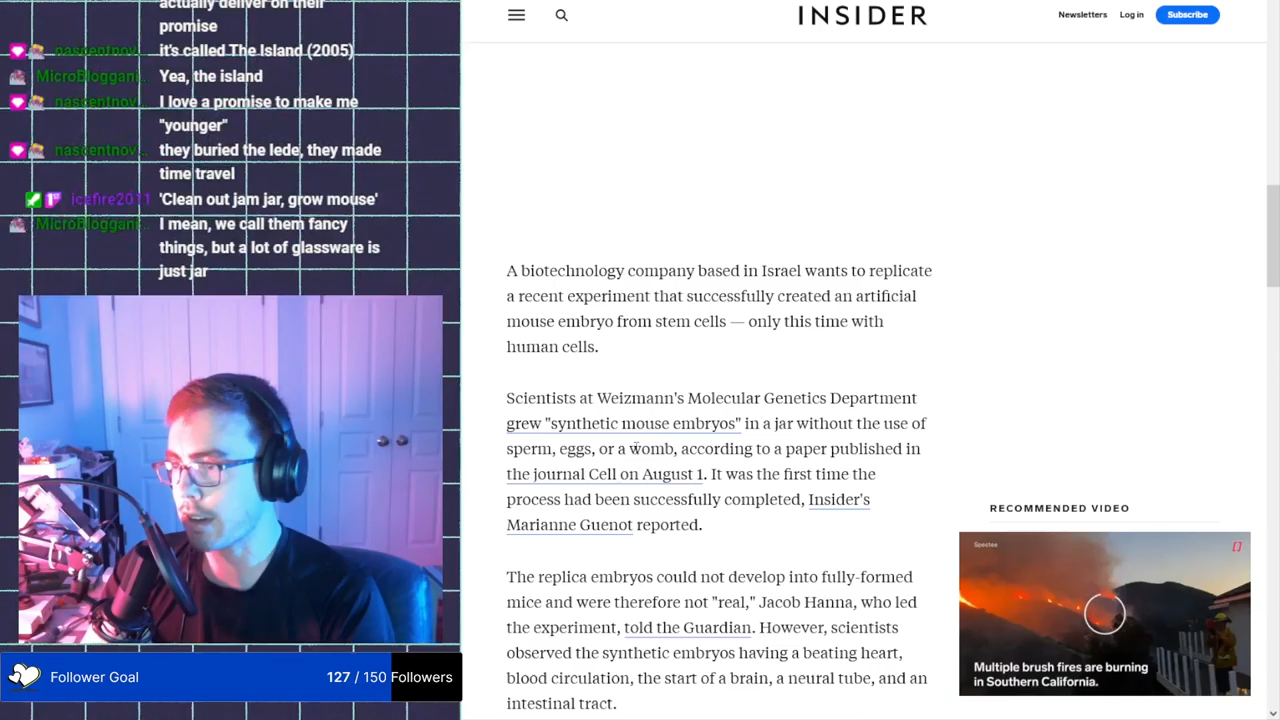 actually deliver on their
promise
nascentnov... it's called The Island (2005)
MicroBloggani... Yea, the island
nascentnov... I love a promise to make me
"younger"
nascentnov... they buried the lede, they made
time travel
icefire2011 'Clean out jam jar, grow mouse'
MicroBloggani... I mean, we call them fancy
things, but a lot of glassware is
just jar
Follower Goal 127 / 150 Followers
INSIDER
Newsletters Log in Subscribe
A biotechnology company based in Israel wants to replicate
a recent experiment that successfully created an artificial
mouse embryo from stem cells — only this time with
human cells.
Scientists at Weizmann's Molecular Genetics Department
grew "synthetic mouse embryos" in a jar without the use of
sperm, eggs, or a womb, according to a paper published in
the journal Cell on August 1. It was the first time the
process had been successfully completed, Insider's
Marianne Guenot reported.
The replica embryos could not develop into fully-formed
mice and were therefore not "real," Jacob Hanna, who led
the experiment, told the Guardian. However, scientists
observed the synthetic embryos having a beating heart,
blood circulation, the start of a brain, a neural tube, and an
intestinal tract.
RECOMMENDED VIDEO
Spectee
Multiple brush fires are burning
in Southern California.